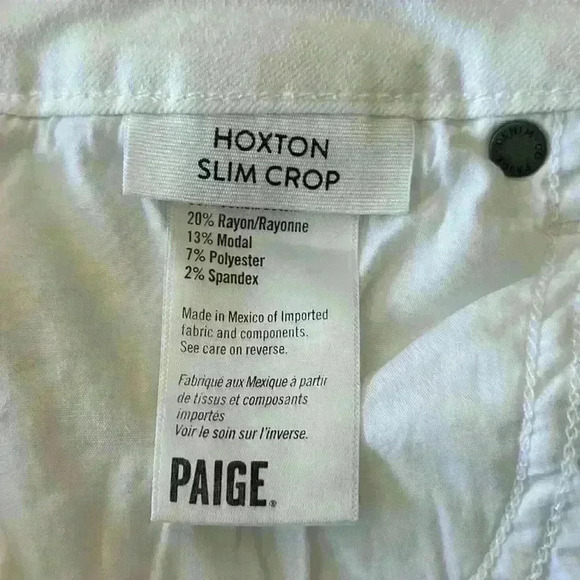 HOXTON
SLIM CROP
20% Rayon/Rayonne
13% Modal
7% Polyester
2% Spandex
Made in Mexico of Imported
fabric and components.
See care on reverse.
Fabriqué aux Mexique à partir
de tissus et composants
importés
Voir le soin sur l'inverse.
PAIGE®
DENIM CO